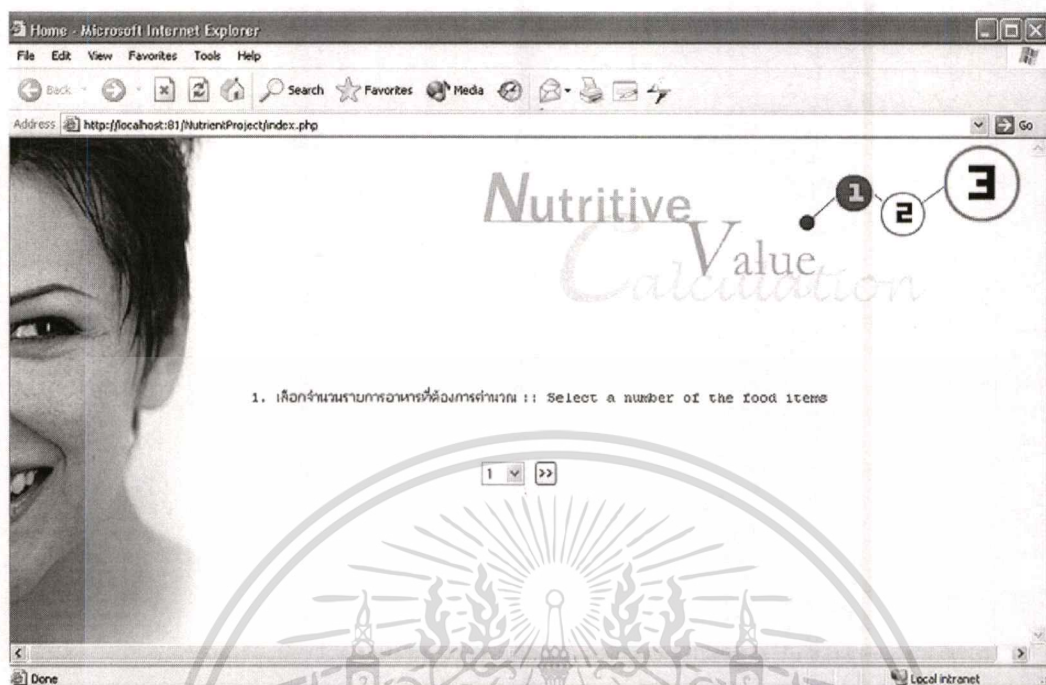 Home - Microsoft Internet Explorer
File Edit View Favorites Tools Help
Back Search Favorites Media
Address http://localhost:81/NutrientProject/index.php Go
Nutritive
Value
Calculation
1 2 3
1. เลือกจำนวนรายการอาหารที่ต้องการคำนวณ :: Select a number of the food items
1 >>
Done Local intranet